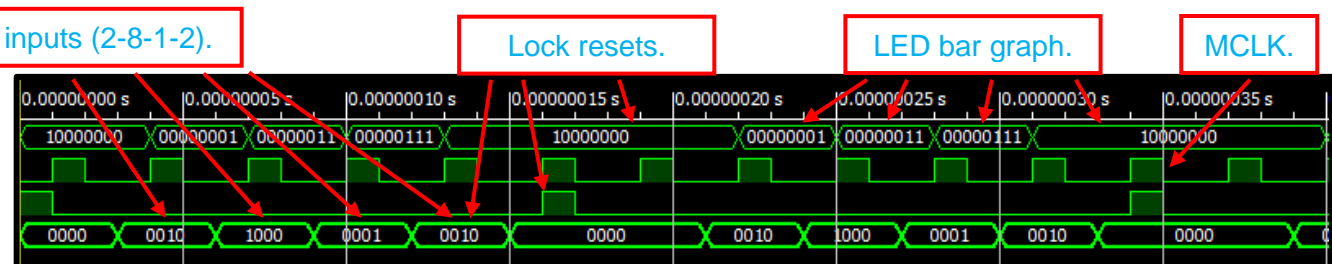 inputs (2-8-1-2). Lock resets. LED bar graph. MCLK.
0.00000000 s 0.00000005 s 0.00000010 s 0.00000015 s 0.00000020 s 0.00000025 s 0.00000030 s 0.00000035 s
10000000 00000001 00000011 00000111 10000000 00000001 00000011 00000111 10000000
0000 0010 1000 0001 0010 0000 0010 1000 0001 0010 0000